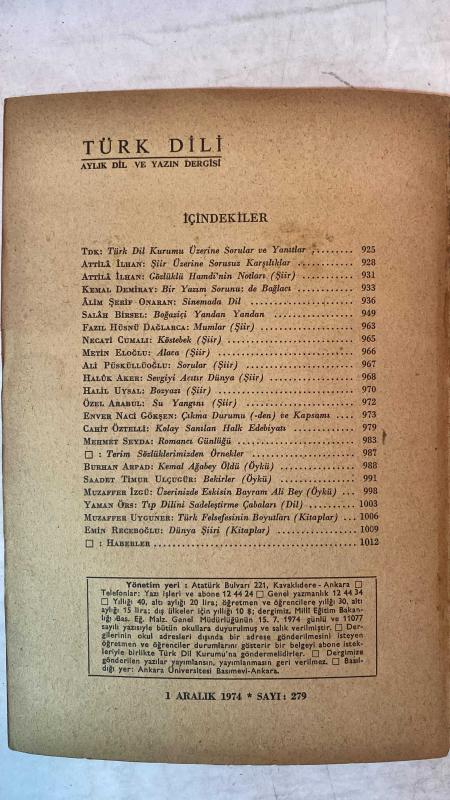 TÜRK DİLİ
AYLIK DİL VE YAZIN DERGİSİ
İÇİNDEKİLER
TDK: Türk Dil Kurumu Üzerine Sorular ve Yanıtlar ......... 925
ATTİLÂ İLHAN: Şiir Üzerine Sorusuz Karşılıklar ............ 928
ATTİLÂ İLHAN: Gözlüklü Hamdi'nin Notları (Şiir) ........... 931
KEMAL DEMİRAY: Bir Yazım Sorunu: de Bağlacı ............ 933
ÂLİM ŞERİF ONARAN: Sinemada Dil .................... 936
SALÂH BİRSEL: Boğaziçi Yandan Yandan .................. 949
FAZIL HÜSNÜ DAĞLARCA: Mumlar (Şiir) .................. 963
NECATİ CUMALI: Köstebek (Şiir) ........................ 965
METİN ELOĞLU: Alaca (Şiir) ............................ 966
ALİ PÜSKÜLLÜOĞLU: Sorular (Şiir) ...................... 967
HALÛK AKER: Sevgiyi Acıtır Dünya (Şiir) ................ 968
HALİL UYSAL: Bozyazı (Şiir) ............................ 970
ÖZEL ARABUL: Su Yangını (Şiir) ........................ 972
ENVER NACİ GÖKŞEN: Çıkma Durumu (-den) ve Kapsamı .... 973
CAHİT ÖZTELLİ: Kolay Sanılan Halk Edebiyatı ............ 979
MEHMET SEYDA: Romancı Günlüğü ...................... 983
□ : Terim Sözlüklerimizden Örnekler ...................... 987
BURHAN ARPAD: Kemal Ağabey Öldü (Öykü) .............. 988
SAADET TİMUR ULÇUGÜR: Bekirler (Öykü) ................ 991
MUZAFFER İZGÜ: Üzerinizde Eskisin Bayram Ali Bey (Öykü) ... 998
YAMAN ÖRS: Tıp Dilini Sadeleştirme Çabaları (Dil) .......... 1003
MUZAFFER UYGUNER: Türk Felsefesinin Boyutları (Kitaplar) ... 1006
EMİN RECEBOĞLU: Dünya Şiiri (Kitaplar) .................. 1009
□ : HABERLER ........................................ 1012
Yönetim yeri : Atatürk Bulvarı 221, Kavaklıdere - Ankara □
Telefonlar: Yazı işleri ve abone 12 44 24 □ Genel yazmanlık 12 44 34
□ Yıllığı 40, altı aylığı 20 lira; öğretmen ve öğrencilere yıllığı 30, altı
aylığı 15 lira; dış ülkeler için yıllığı 10 $; dergimiz, Millî Eğitim Bakan-
lığı Bas. Eğ. Malz. Genel Müdürlüğünün 15. 7. 1974 günlü ve 11077
sayılı yazısıyle bütün okullara duyurulmuş ve salık verilmiştir. □ Der-
gilerinin okul adresleri dışında bir adrese gönderilmesini isteyen
öğretmen ve öğrenciler durumlarını gösterir bir belgeyi abone istek-
leriyle birlikte Türk Dil Kurumu'na göndermelidirler. □ Dergimize
gönderilen yazılar yayımlansın, yayımlanmasın geri verilmez. □ Basıl-
dığı yer: Ankara Üniversitesi Basımevi-Ankara.
1 ARALIK 1974 * SAYI: 279